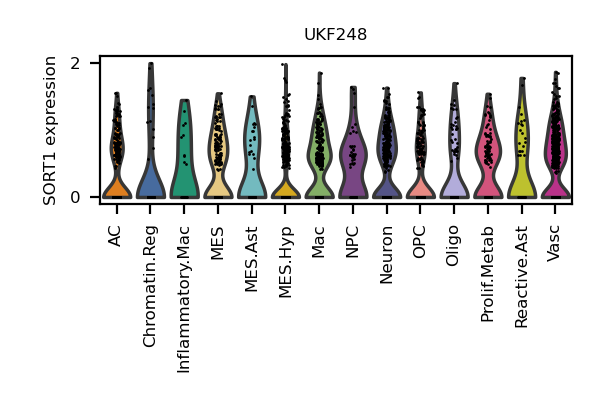 UKF248
SORT1 expression
2
0
AC
Chromatin.Reg
Inflammatory.Mac
MES
MES.Ast
MES.Hyp
Mac
NPC
Neuron
OPC
Oligo
Prolif.Metab
Reactive.Ast
Vasc